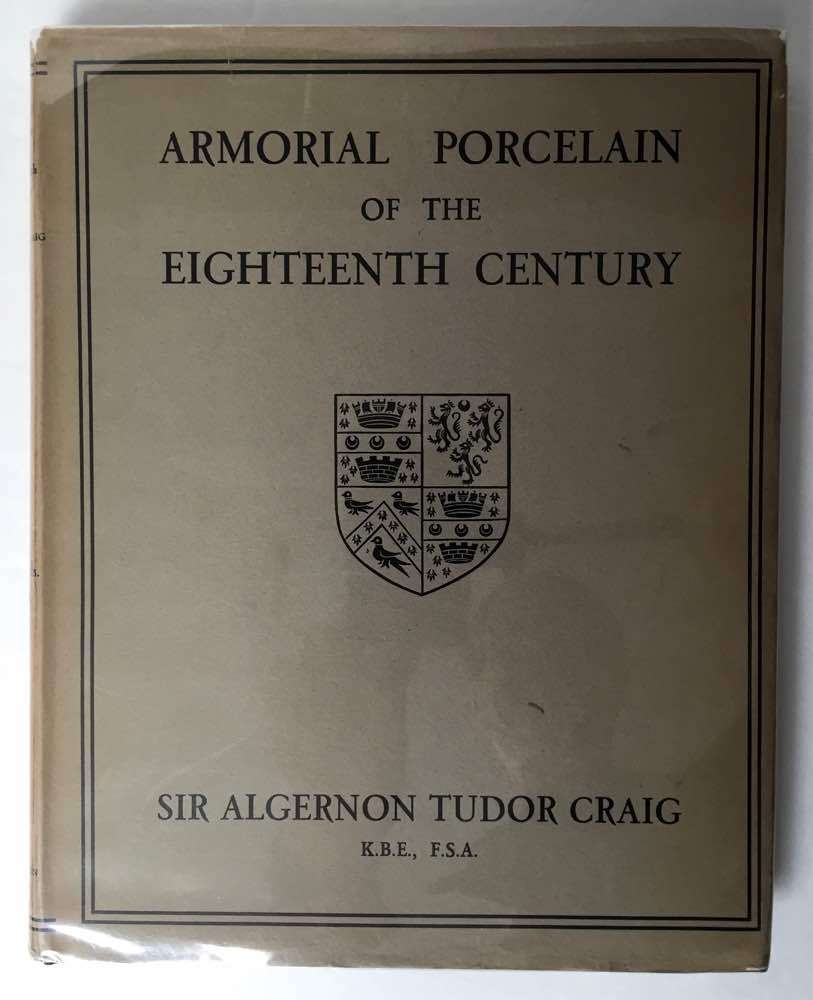 ARMORIAL PORCELAIN
OF THE
EIGHTEENTH CENTURY
SIR ALGERNON TUDOR CRAIG
K.B.E., F.S.A.